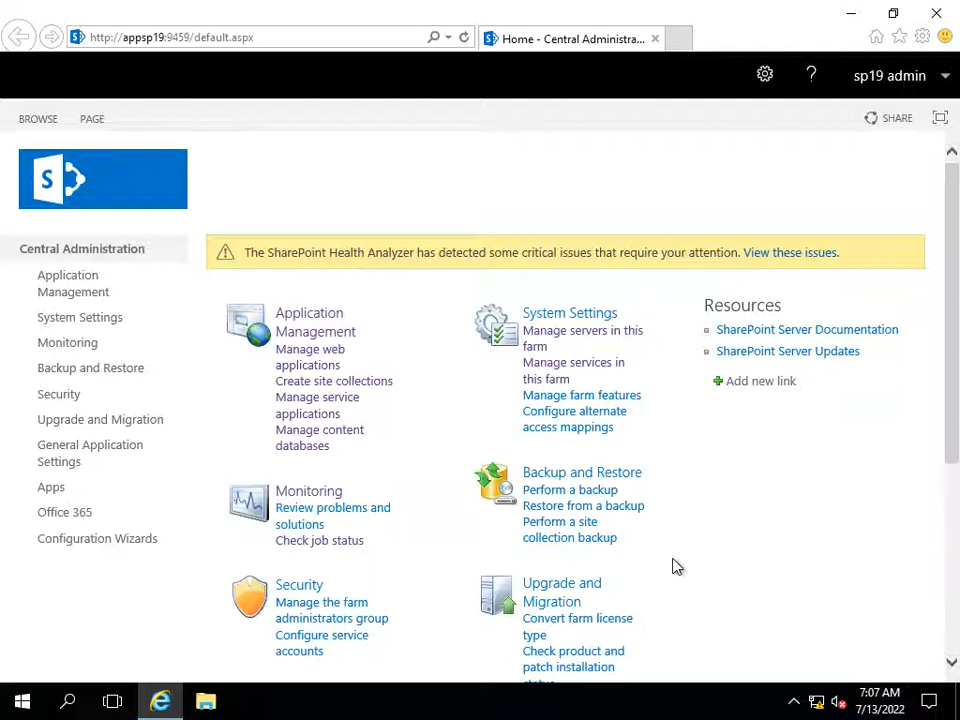 http://appsp19:9459/default.aspx
Home - Central Administra...
sp19 admin
BROWSE
PAGE
SHARE
S
Central Administration
Application
Management
System Settings
Monitoring
Backup and Restore
Security
Upgrade and Migration
General Application
Settings
Apps
Office 365
Configuration Wizards
The SharePoint Health Analyzer has detected some critical issues that require your attention. View these issues.
Application
Management
Manage web
applications
Create site collections
Manage service
applications
Manage content
databases
Monitoring
Review problems and
solutions
Check job status
Security
Manage the farm
administrators group
Configure service
accounts
System Settings
Manage servers in this
farm
Manage services in
this farm
Manage farm features
Configure alternate
access mappings
Backup and Restore
Perform a backup
Restore from a backup
Perform a site
collection backup
Upgrade and
Migration
Convert farm license
type
Check product and
patch installation
status
Resources
SharePoint Server Documentation
SharePoint Server Updates
Add new link
7:07 AM
7/13/2022